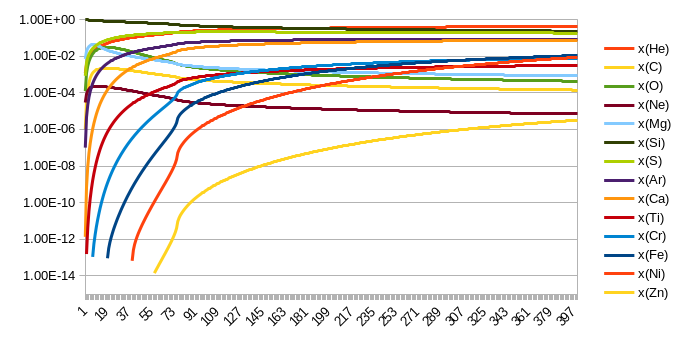 1.00E+00
1.00E-02
1.00E-04
1.00E-06
1.00E-08
1.00E-10
1.00E-12
1.00E-14
1 19 37 55 73 91 109 127 145 163 181 199 217 235 253 271 289 307 325 343 361 379 397
x(He)
x(C)
x(O)
x(Ne)
x(Mg)
x(Si)
x(S)
x(Ar)
x(Ca)
x(Ti)
x(Cr)
x(Fe)
x(Ni)
x(Zn)